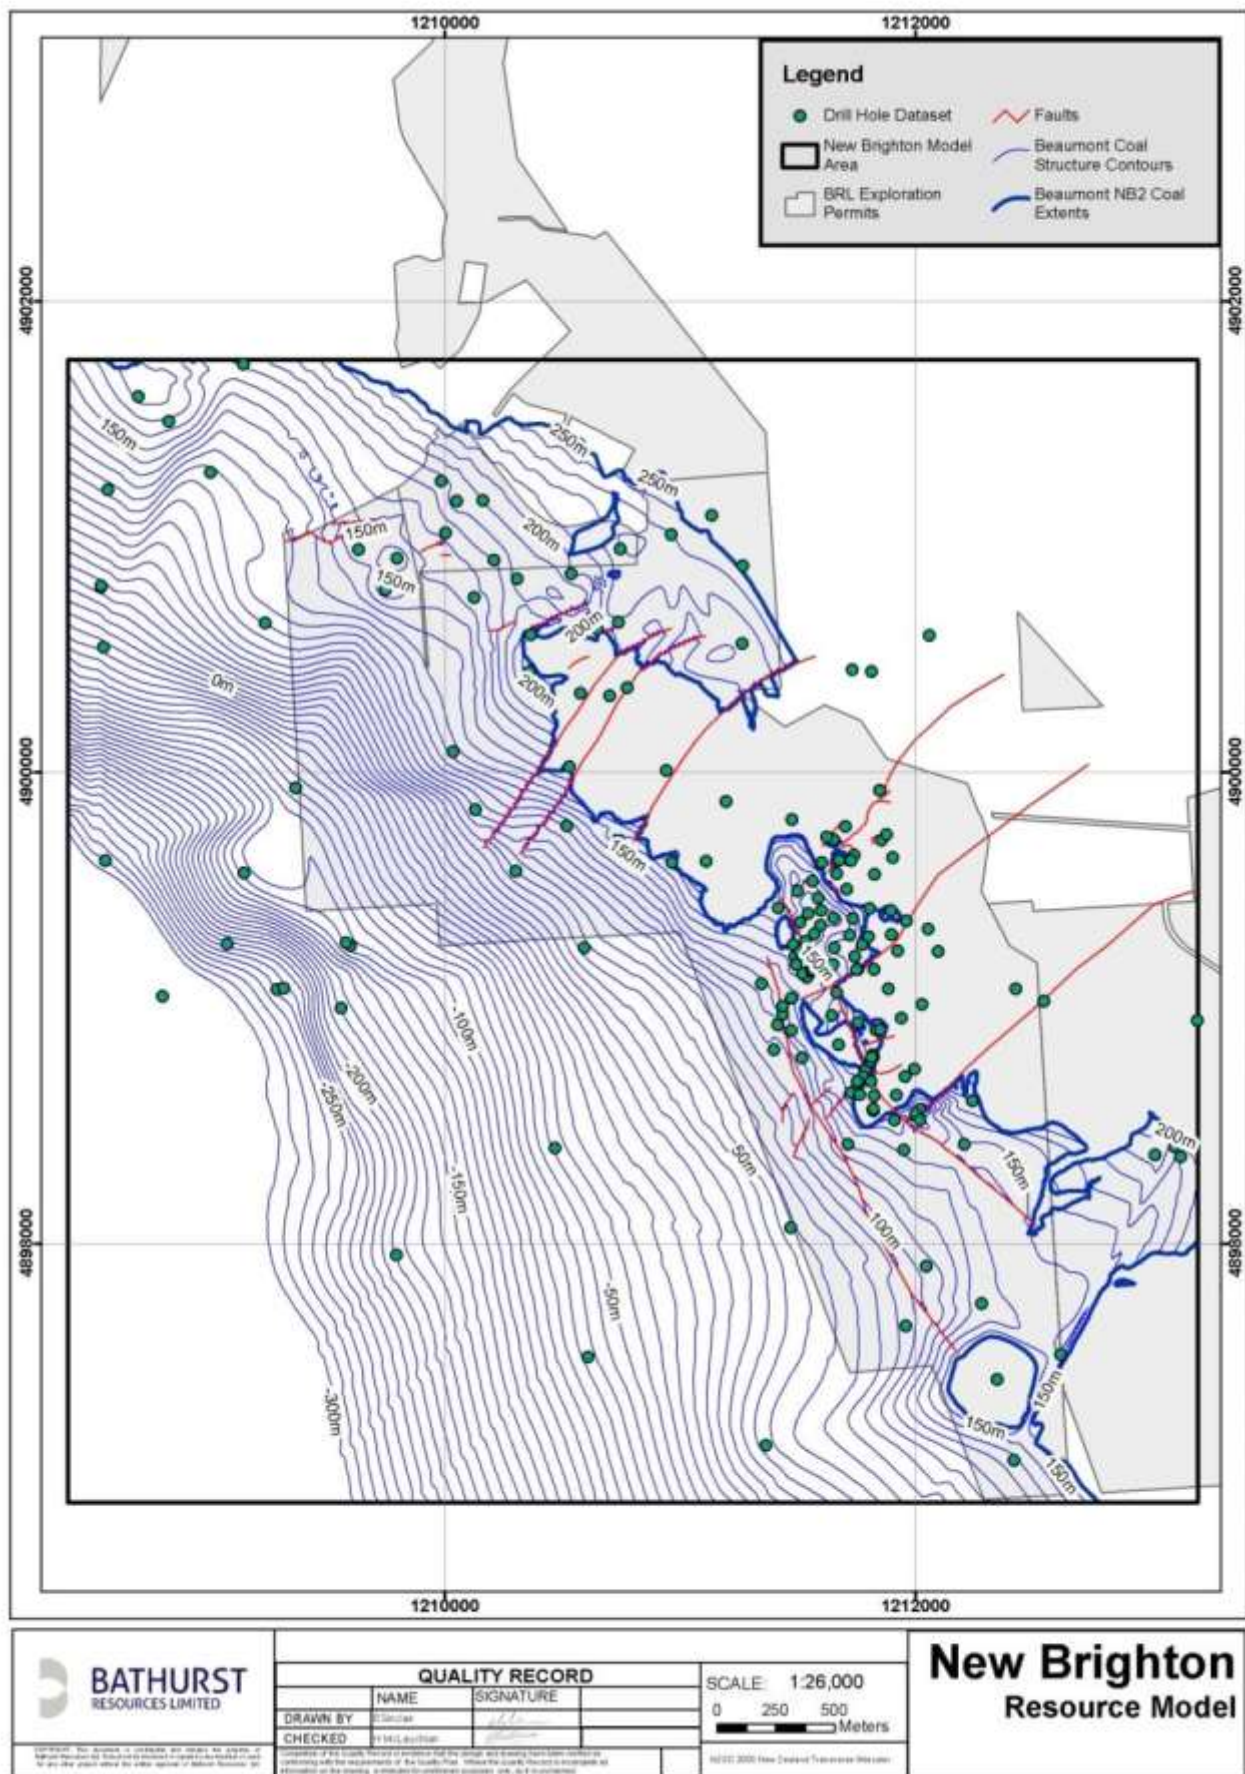 1210000
1212000
Legend
Drill Hole Dataset
Faults
New Brighton Model
Area
Beaumont Coal
Structure Contours
BRL Exploration
Permits
Beaumont NB2 Coal
Extents
4902000
4902000
250m
150m
250m
200m
150m
150m
200m
0m
200m
4900000
4900000
150m
150m
-100m
-200m
-250m
200m
50m
150m
-150m
100m
4898000
4898000
-50m
150m
-300m
150m
150m
1210000
1212000
BATHURST
RESOURCES LIMITED
QUALITY RECORD
NAME
SIGNATURE
DRAWN BY
CHECKED
SCALE: 1:26,000
0 250 500
Meters
New Brighton
Resource Model